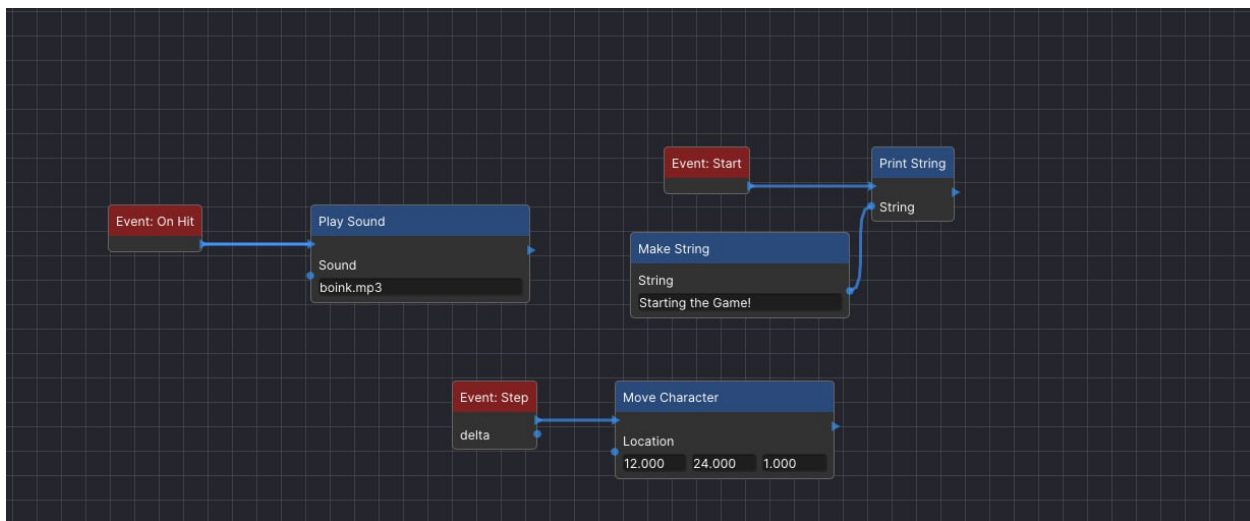 Event: On Hit
Play Sound
Sound
boink.mp3
Event: Start
Print String
String
Make String
String
Starting the Game!
Event: Step
delta
Move Character
Location
12.000 24.000 1.000